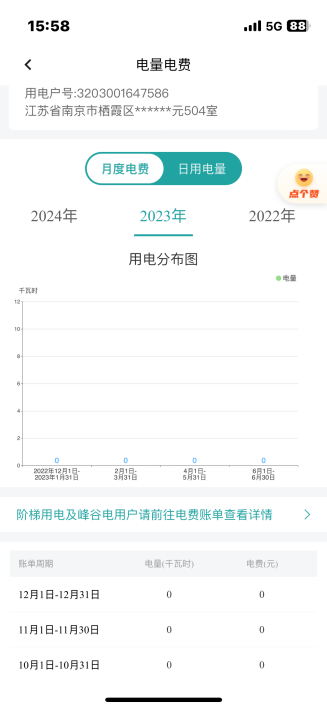 15:58
5G 88
电量电费
用电户号:3203001647586
江苏省南京市栖霞区******元504室
月度电费 日用电量
点个赞
2024年 2023年 2022年
用电分布图
电量
千瓦时
12
10
8
6
4
2
0
0 0 0 0
2022年12月1日- 2月1日- 4月1日- 6月1日-
2023年1月31日 3月31日 5月31日 6月30日
阶梯用电及峰谷电用户请前往电费账单查看详情
账单周期 电量(千瓦时) 电费(元)
12月1日-12月31日 0 0
11月1日-11月30日 0 0
10月1日-10月31日 0 0